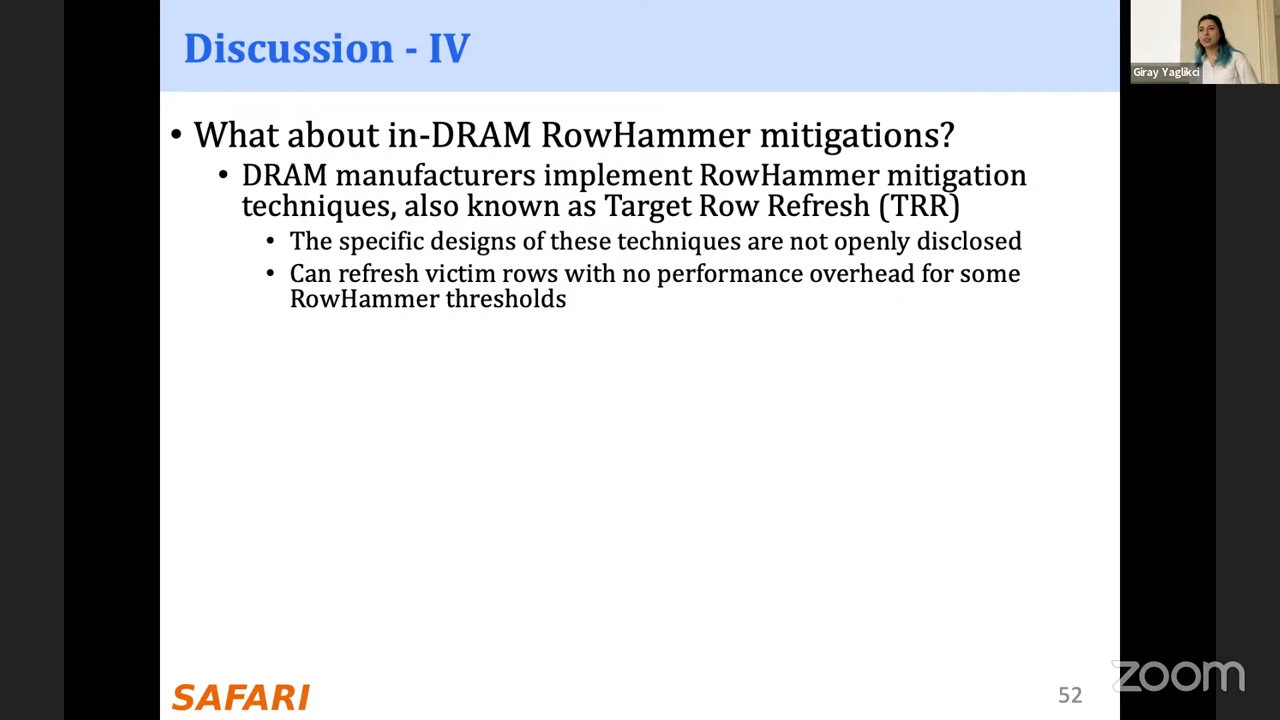 Discussion - IV
Giray Yaglikci
• What about in-DRAM RowHammer mitigations?
• DRAM manufacturers implement RowHammer mitigation
techniques, also known as Target Row Refresh (TRR)
• The specific designs of these techniques are not openly disclosed
• Can refresh victim rows with no performance overhead for some
RowHammer thresholds
SAFARI
52
zoom